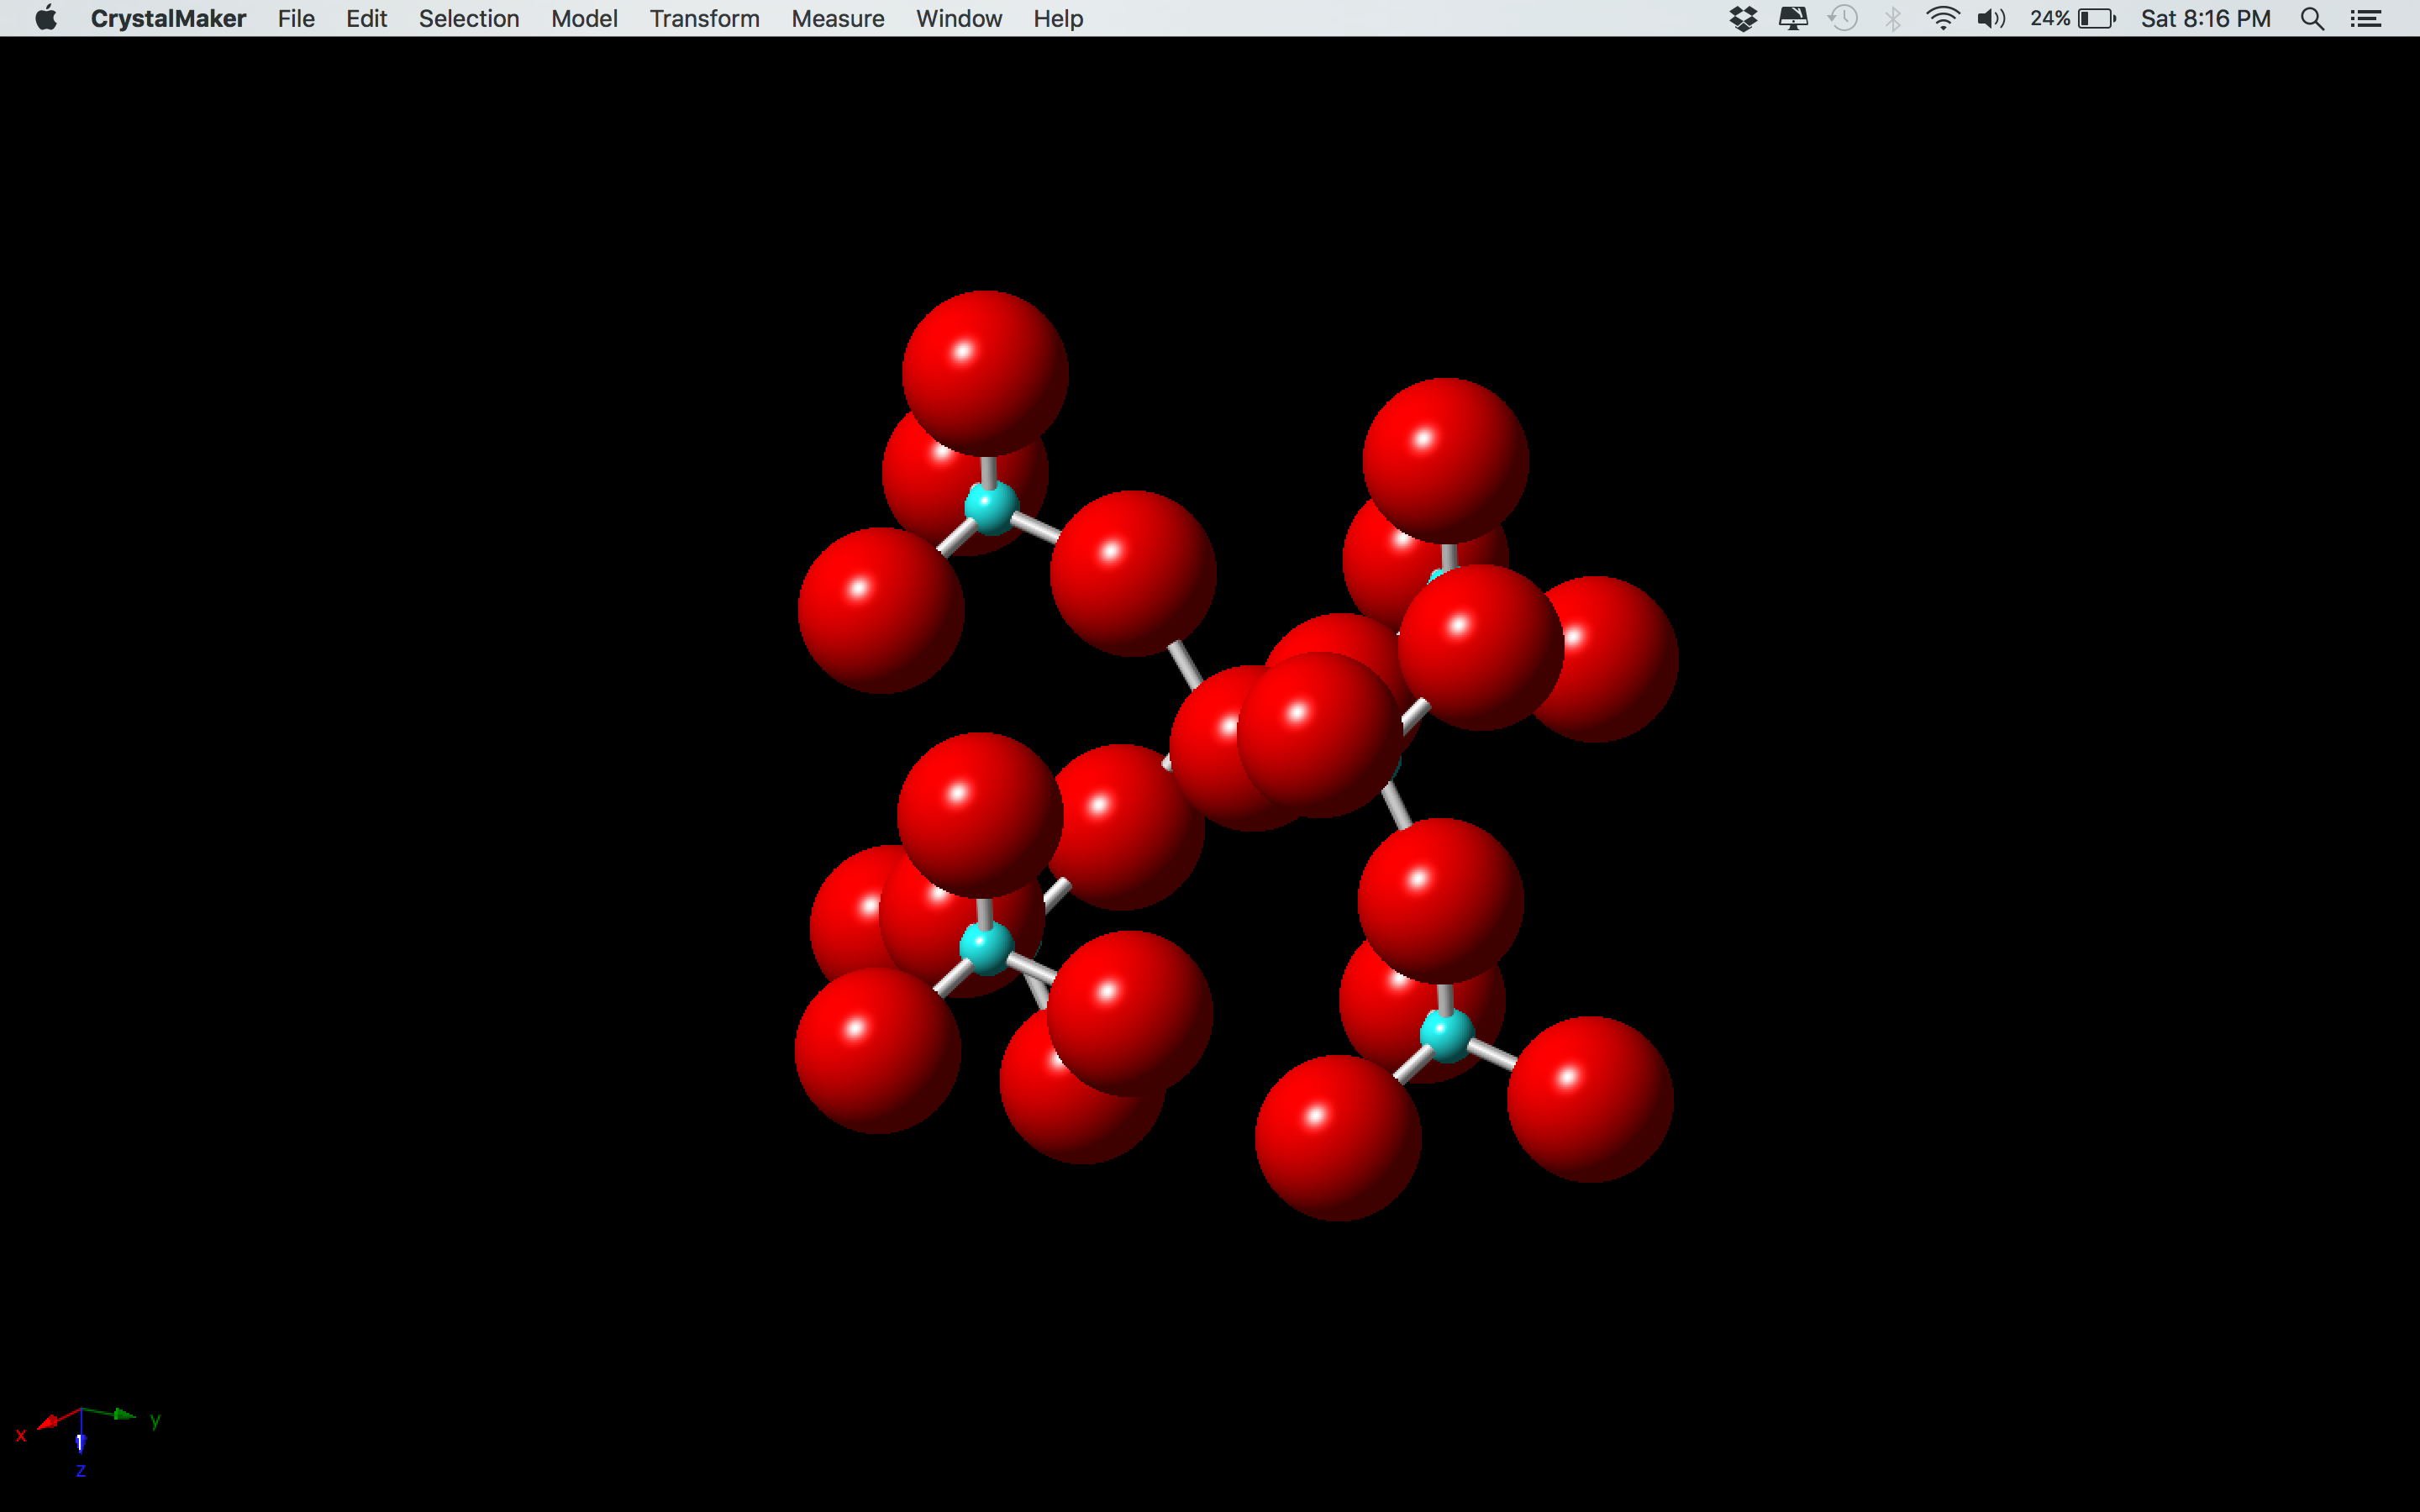 CrystalMaker File Edit Selection Model Transform Measure Window Help 24% Sat 8:16 PM
x y
z